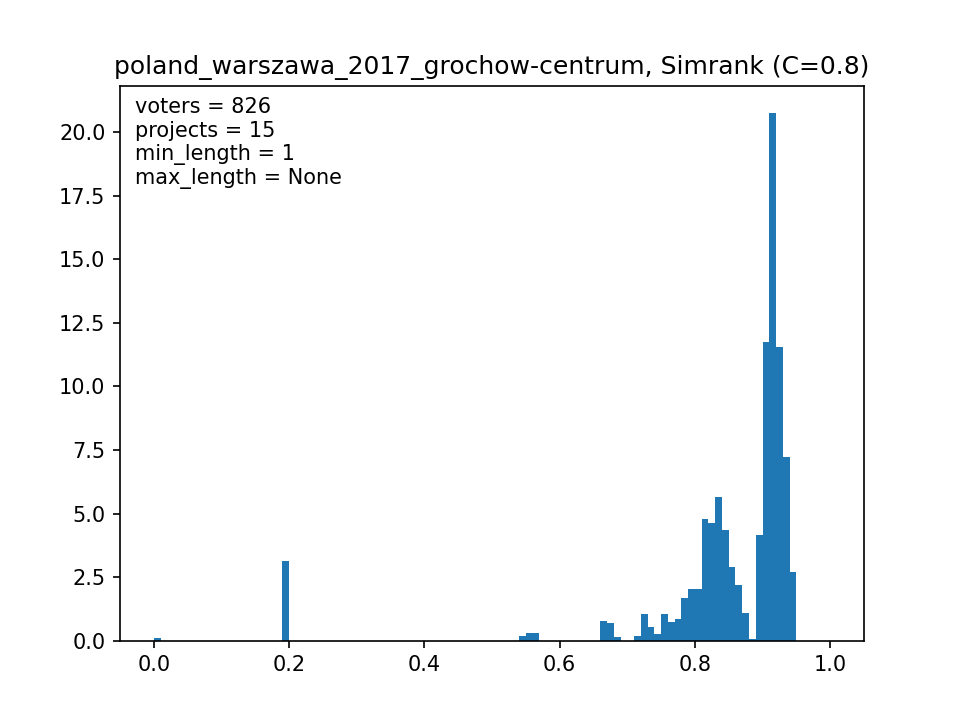 poland_warszawa_2017_grochow-centrum, Simrank (C=0.8)
voters = 826
projects = 15
min_length = 1
max_length = None
20.0
17.5
15.0
12.5
10.0
7.5
5.0
2.5
0.0
0.0 0.2 0.4 0.6 0.8 1.0